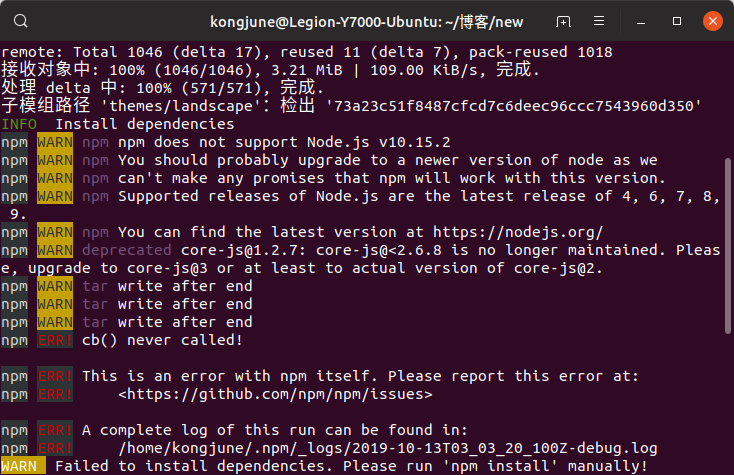 kongjune@Legion-Y7000-Ubuntu: ~/博客/new
remote: Total 1046 (delta 17), reused 11 (delta 7), pack-reused 1018
接收对象中: 100% (1046/1046), 3.21 MiB | 109.00 KiB/s, 完成.
处理 delta 中: 100% (571/571), 完成.
子模组路径 'themes/landscape'：检出 '73a23c51f8487cfcfd7c6deec96ccc7543960d350'
INFO  Install dependencies
npm WARN npm npm does not support Node.js v10.15.2
npm WARN npm You should probably upgrade to a newer version of node as we
npm WARN npm can't make any promises that npm will work with this version.
npm WARN npm Supported releases of Node.js are the latest release of 4, 6, 7, 8,
 9.
npm WARN npm You can find the latest version at https://nodejs.org/
npm WARN deprecated core-js@1.2.7: core-js@<2.6.8 is no longer maintained. Pleas
e, upgrade to core-js@3 or at least to actual version of core-js@2.
npm WARN tar write after end
npm WARN tar write after end
npm WARN tar write after end
npm ERR! cb() never called!
npm ERR! This is an error with npm itself. Please report this error at:
npm ERR!     <https://github.com/npm/npm/issues>
npm ERR! A complete log of this run can be found in:
npm ERR!     /home/kongjune/.npm/_logs/2019-10-13T03_03_20_100Z-debug.log
WARN  Failed to install dependencies. Please run 'npm install' manually!